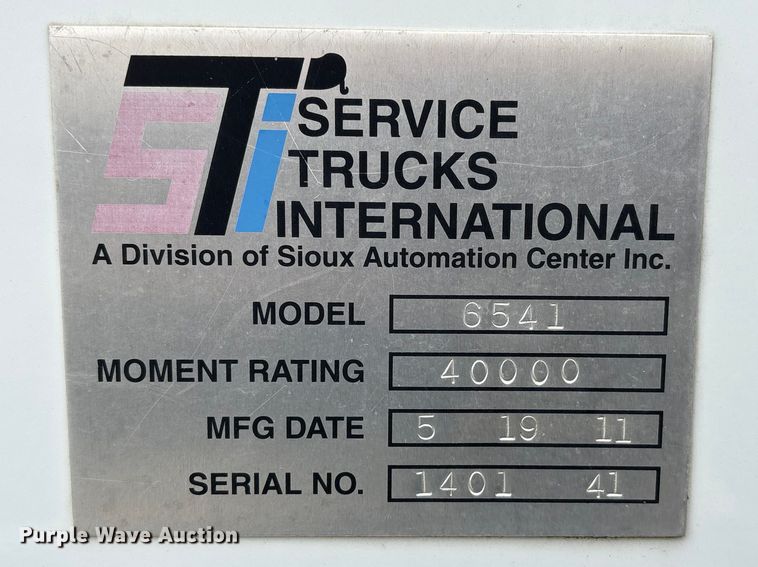 STi
SERVICE
TRUCKS
INTERNATIONAL
A Division of Sioux Automation Center Inc.
MODEL 6541
MOMENT RATING 40000
MFG DATE 5 19 11
SERIAL NO. 1401 41
Purple Wave Auction